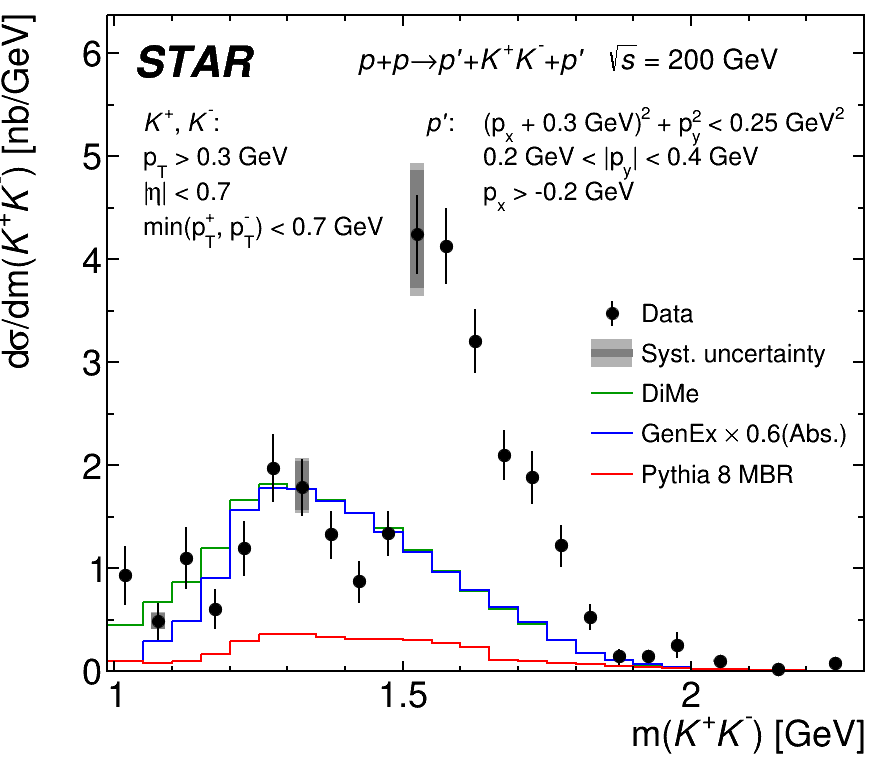 STAR
p+p→p′+K⁺K⁻+p′ √s = 200 GeV
K⁺, K⁻:
p_T > 0.3 GeV
|η| < 0.7
min(p_T⁺, p_T⁻) < 0.7 GeV
p′: (p_x + 0.3 GeV)² + p_y² < 0.25 GeV²
0.2 GeV < |p_y| < 0.4 GeV
p_x > -0.2 GeV
Data
Syst. uncertainty
DiMe
GenEx × 0.6(Abs.)
Pythia 8 MBR
dσ/dm(K⁺K⁻) [nb/GeV]
6
5
4
3
2
1
0
1 1.5 2
m(K⁺K⁻) [GeV]